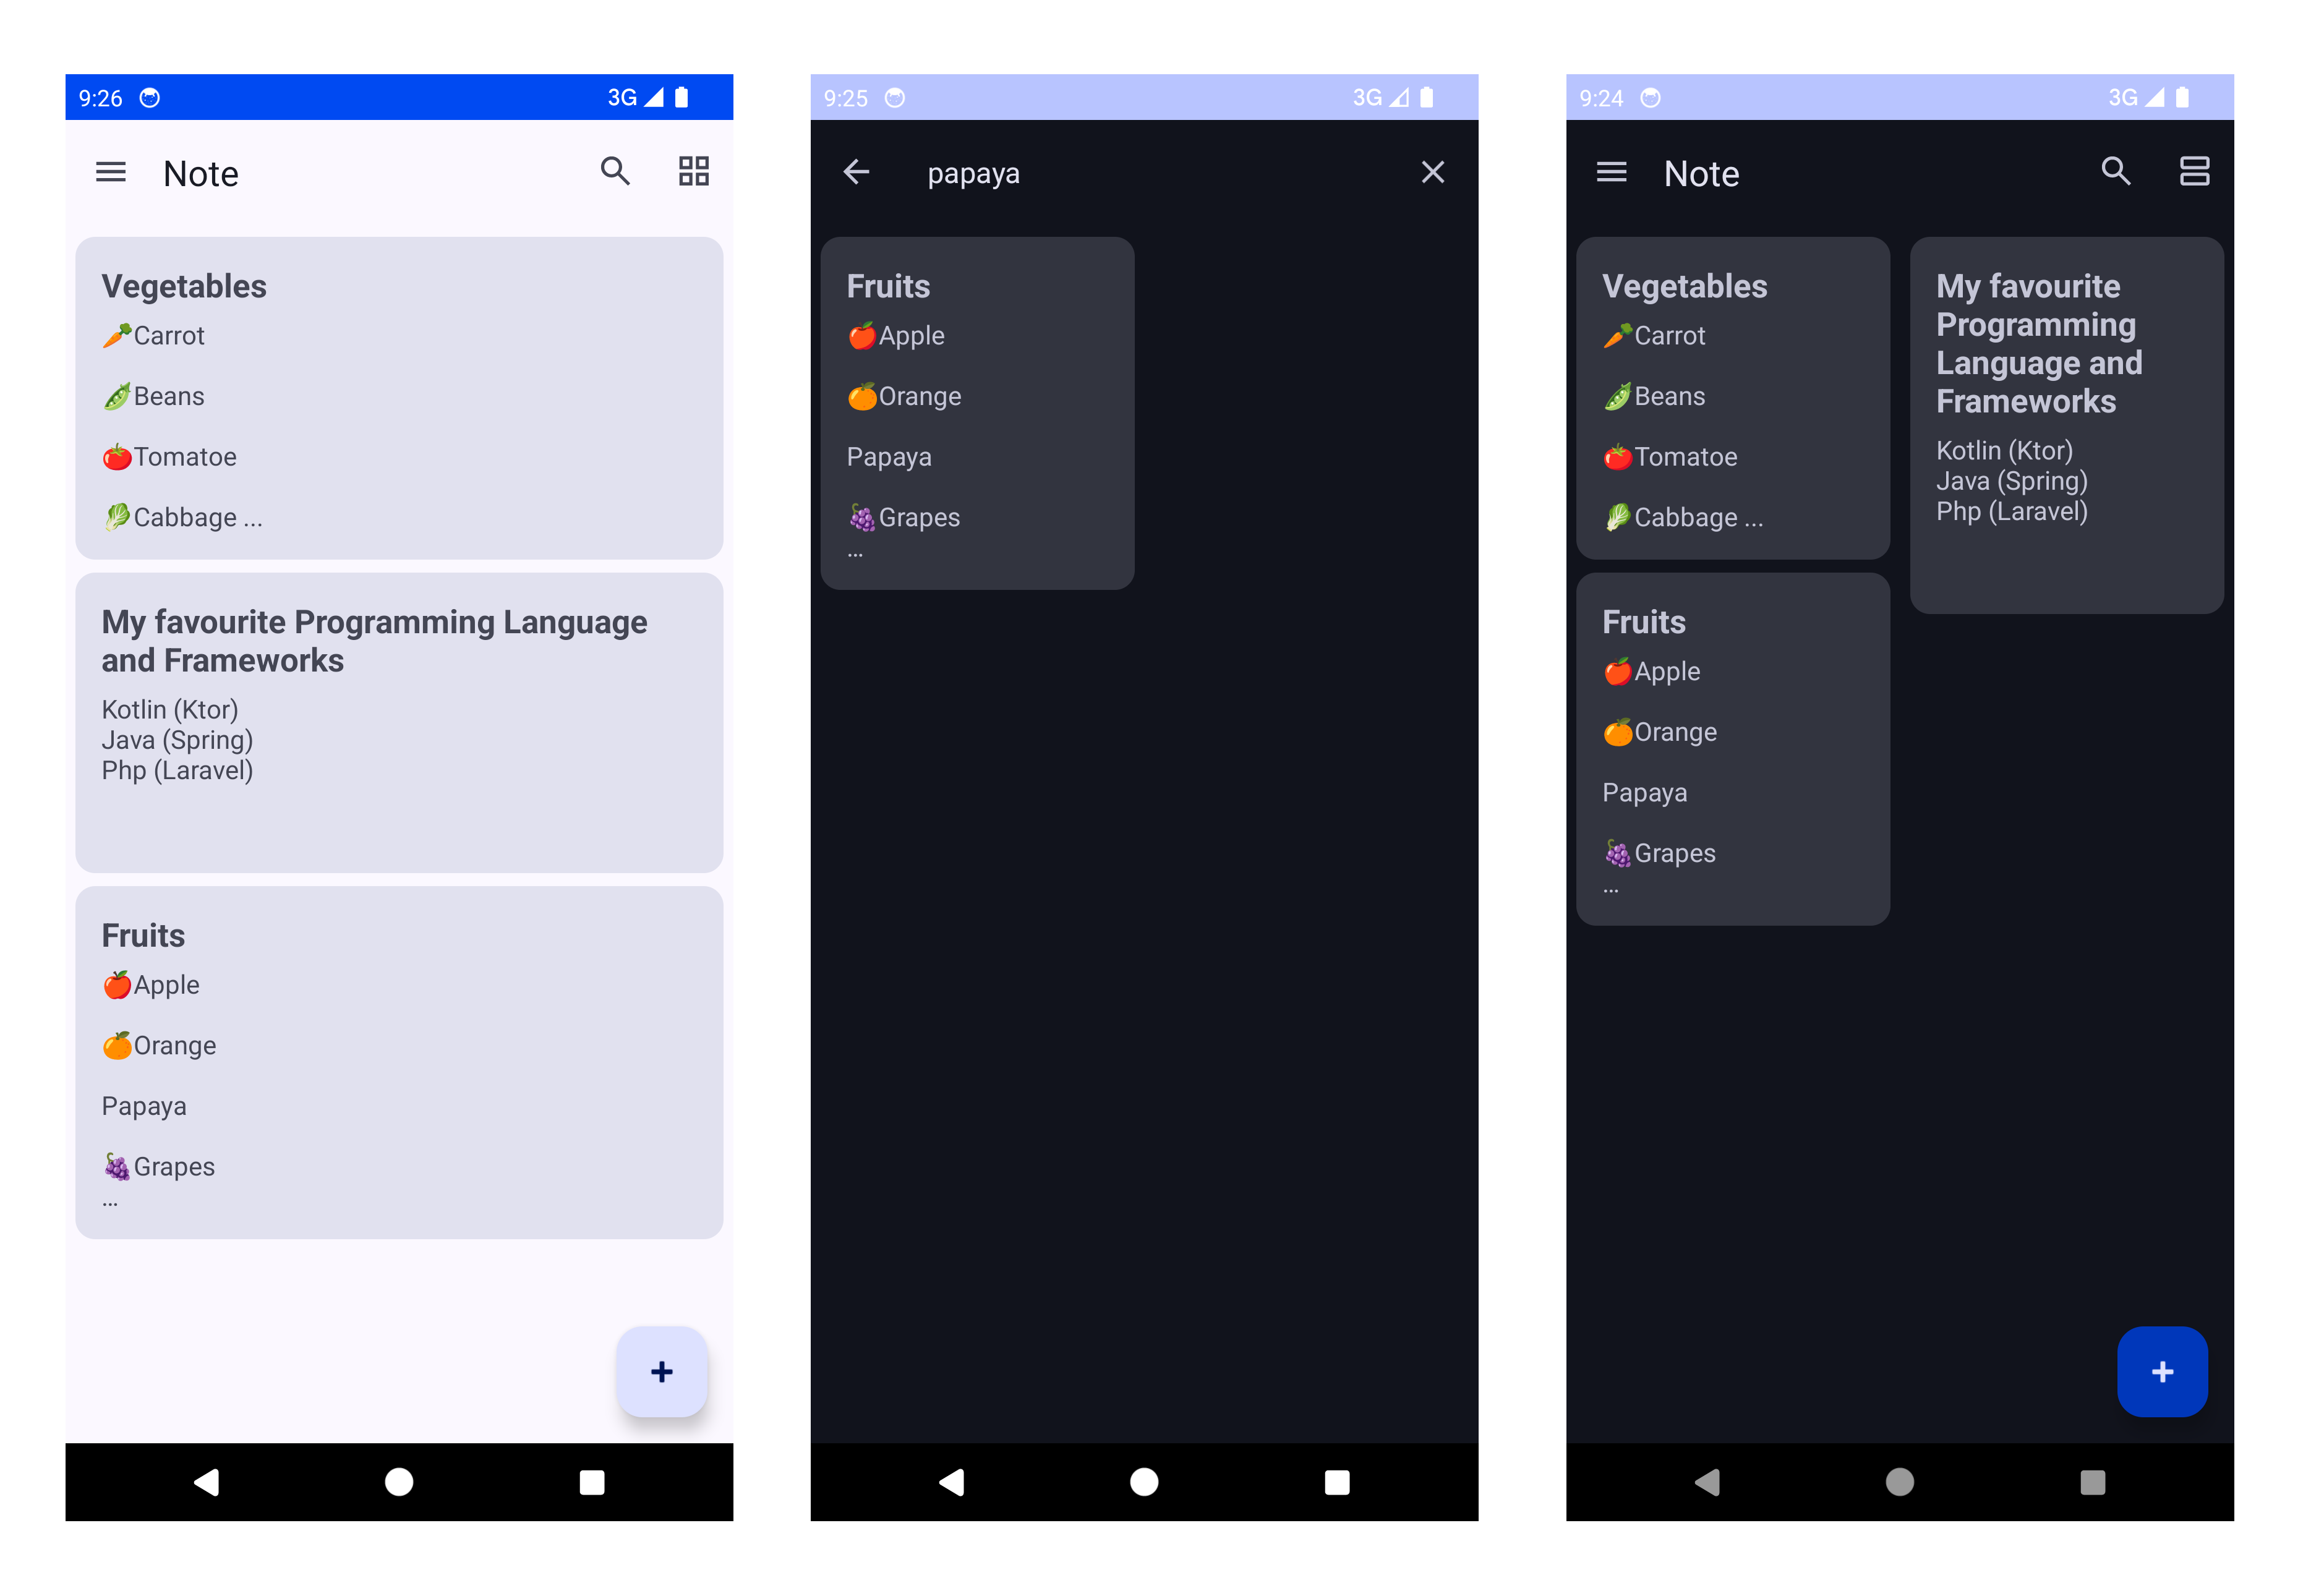 9:26
3G
Note
Vegetables
🥕Carrot
🫛Beans
🍅Tomatoe
🥬Cabbage ...
My favourite Programming Language
and Frameworks
Kotlin (Ktor)
Java (Spring)
Php (Laravel)
Fruits
🍎Apple
🍊Orange
Papaya
🍇Grapes
...
+
9:25
3G
papaya
Fruits
🍎Apple
🍊Orange
Papaya
🍇Grapes
...
9:24
3G
Note
Vegetables
🥕Carrot
🫛Beans
🍅Tomatoe
🥬Cabbage ...
My favourite
Programming
Language and
Frameworks
Kotlin (Ktor)
Java (Spring)
Php (Laravel)
Fruits
🍎Apple
🍊Orange
Papaya
🍇Grapes
...
+